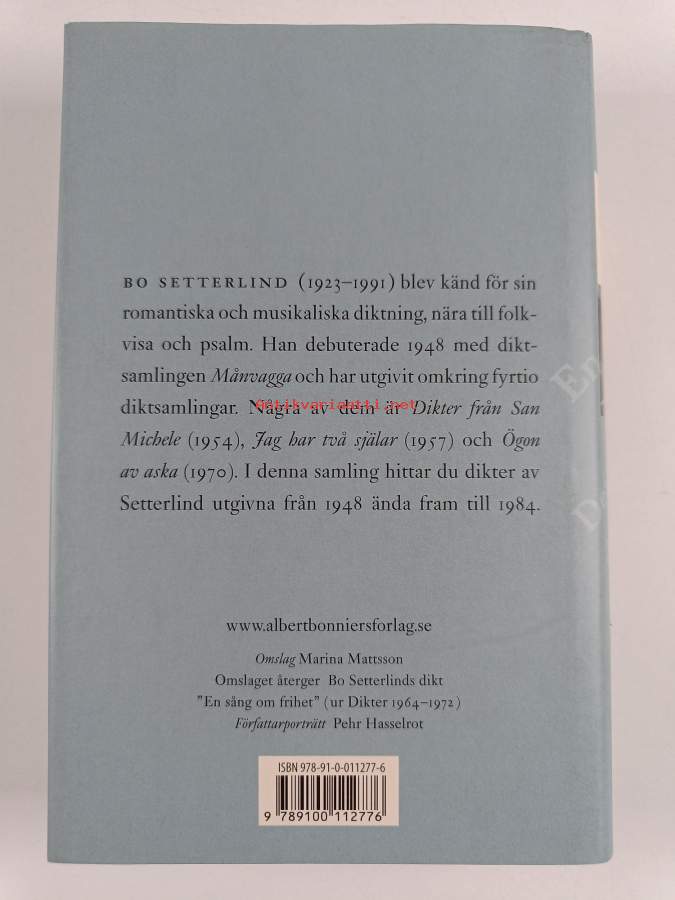 BO SETTERLIND (1923–1991) blev känd för sin
romantiska och musikaliska diktning, nära till folk-
visa och psalm. Han debuterade 1948 med dikt-
samlingen Månvagga och har utgivit omkring fyrtio
diktsamlingar. Några av dem är Dikter från San
antikvariaatti.net
Michele (1954), Jag har två själar (1957) och Ögon
av aska (1970). I denna samling hittar du dikter av
Setterlind utgivna från 1948 ända fram till 1984.
En
www.albertbonniersforlag.se
Omslag Marina Mattsson
Omslaget återger Bo Setterlinds dikt
”En sång om frihet” (ur Dikter 1964–1972)
Författarporträtt Pehr Hasselrot
ISBN 978-91-0-011277-6
9 789100 112776